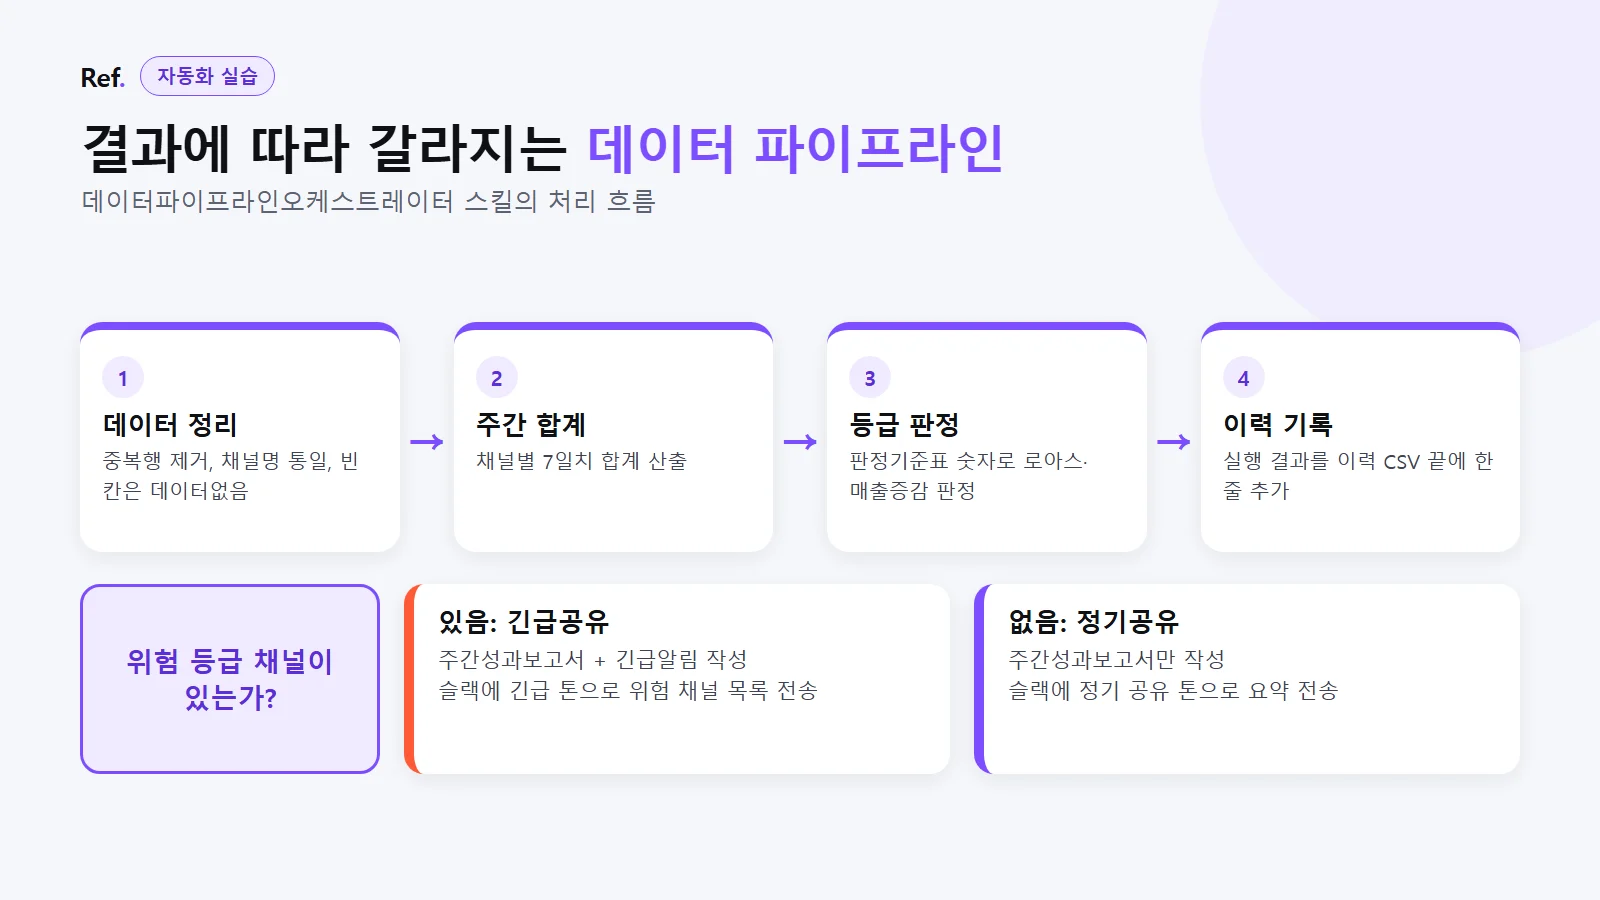 Ref.
자동화 실습
결과에 따라 갈라지는 데이터 파이프라인
데이터파이프라인오케스트레이터 스킬의 처리 흐름
1
데이터 정리
중복행 제거, 채널명 통일, 빈
칸은 데이터없음
→
2
주간 합계
채널별 7일치 합계 산출
→
3
등급 판정
판정기준표 숫자로 로아스·
매출증감 판정
→
4
이력 기록
실행 결과를 이력 CSV 끝에 한
줄 추가
위험 등급 채널이
있는가?
있음: 긴급공유
주간성과보고서 + 긴급알림 작성
슬랙에 긴급 톤으로 위험 채널 목록 전송
없음: 정기공유
주간성과보고서만 작성
슬랙에 정기 공유 톤으로 요약 전송